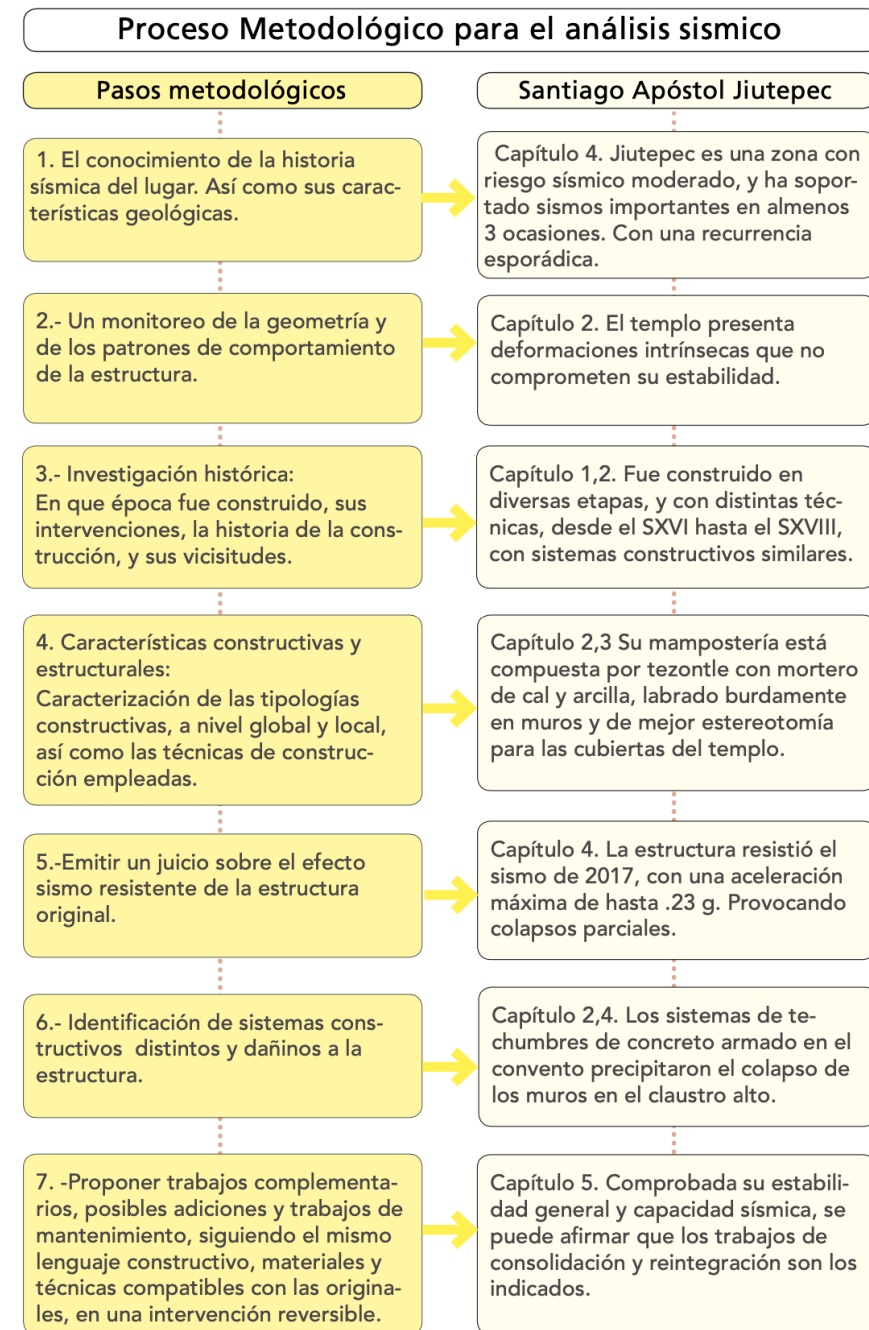 Proceso Metodológico para el análisis sismico
Pasos metodológicos
Santiago Apóstol Jiutepec
1. El conocimiento de la historia
sísmica del lugar. Así como sus carac-
terísticas geológicas.
Capítulo 4. Jiutepec es una zona con
riesgo sísmico moderado, y ha sopor-
tado sismos importantes en almenos
3 ocasiones. Con una recurrencia
esporádica.
2.- Un monitoreo de la geometría y
de los patrones de comportamiento
de la estructura.
Capítulo 2. El templo presenta
deformaciones intrínsecas que no
comprometen su estabilidad.
3.- Investigación histórica:
En que época fue construido, sus
intervenciones, la historia de la cons-
trucción, y sus vicisitudes.
Capítulo 1,2. Fue construido en
diversas etapas, y con distintas téc-
nicas, desde el SXVI hasta el SXVIII,
con sistemas constructivos similares.
4. Características constructivas y
estructurales:
Caracterización de las tipologías
constructivas, a nivel global y local,
así como las técnicas de construc-
ción empleadas.
Capítulo 2,3 Su mampostería está
compuesta por tezontle con mortero
de cal y arcilla, labrado burdamente
en muros y de mejor estereotomía
para las cubiertas del templo.
5.-Emitir un juicio sobre el efecto
sismo resistente de la estructura
original.
Capítulo 4. La estructura resistió el
sismo de 2017, con una aceleración
máxima de hasta .23 g. Provocando
colapsos parciales.
6.- Identificación de sistemas cons-
tructivos distintos y dañinos a la
estructura.
Capítulo 2,4. Los sistemas de te-
chumbres de concreto armado en el
convento precipitaron el colapso de
los muros en el claustro alto.
7. -Proponer trabajos complementa-
rios, posibles adiciones y trabajos de
mantenimiento, siguiendo el mismo
lenguaje constructivo, materiales y
técnicas compatibles con las origina-
les, en una intervención reversible.
Capítulo 5. Comprobada su estabili-
dad general y capacidad sísmica, se
puede afirmar que los trabajos de
consolidación y reintegración son los
indicados.